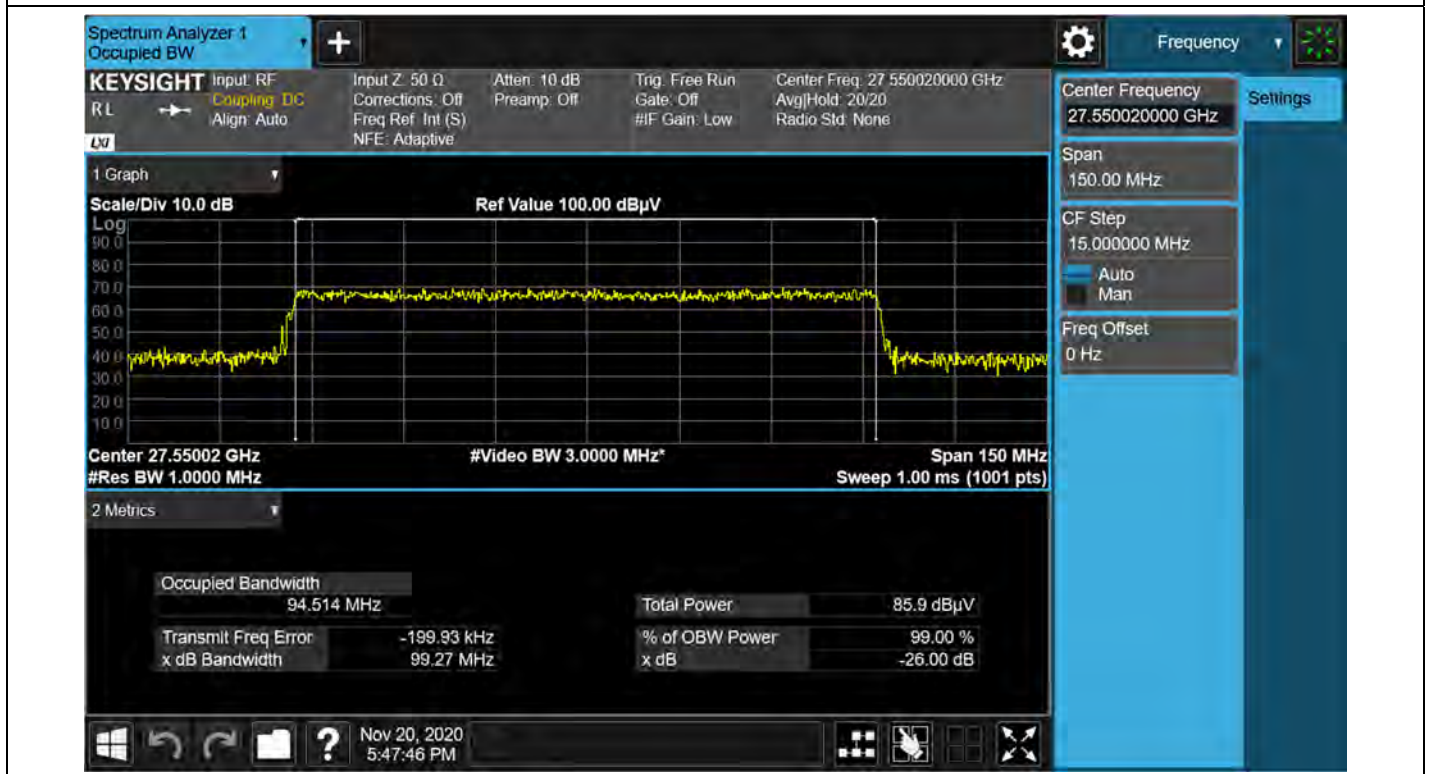 Spectrum Analyzer 1
Occupied BW
+
Frequency
KEYSIGHT Input: RF
Coupling: DC
Align: Auto
RL
LXI
Input Z: 50 Ω
Corrections: Off
Freq Ref: Int (S)
NFE: Adaptive
Atten: 10 dB
Preamp: Off
Trig: Free Run
Gate: Off
#IF Gain: Low
Center Freq: 27.550020000 GHz
Avg|Hold: 20/20
Radio Std: None
Center Frequency
27.550020000 GHz
Settings
Span
150.00 MHz
CF Step
15.000000 MHz
Auto
Man
Freq Offset
0 Hz
1 Graph
Scale/Div 10.0 dB
Ref Value 100.00 dBµV
Log
90.0
80.0
70.0
60.0
50.0
40.0
30.0
20.0
10.0
Center 27.55002 GHz
#Video BW 3.0000 MHz*
Span 150 MHz
#Res BW 1.0000 MHz
Sweep 1.00 ms (1001 pts)
2 Metrics
Occupied Bandwidth
94.514 MHz
Total Power 85.9 dBµV
Transmit Freq Error -199.93 kHz
% of OBW Power 99.00 %
x dB Bandwidth 99.27 MHz
x dB -26.00 dB
?
Nov 20, 2020
5:47:46 PM